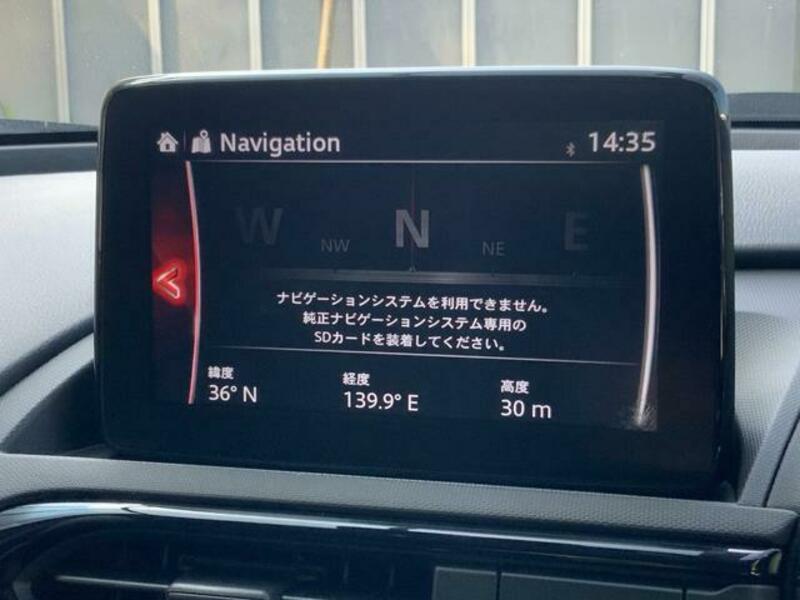 Navigation 14:35
W NW N NE E
ナビゲーションシステムを利用できません。
純正ナビゲーションシステム専用の
SDカードを装着してください。
緯度 経度 高度
36° N 139.9° E 30 m